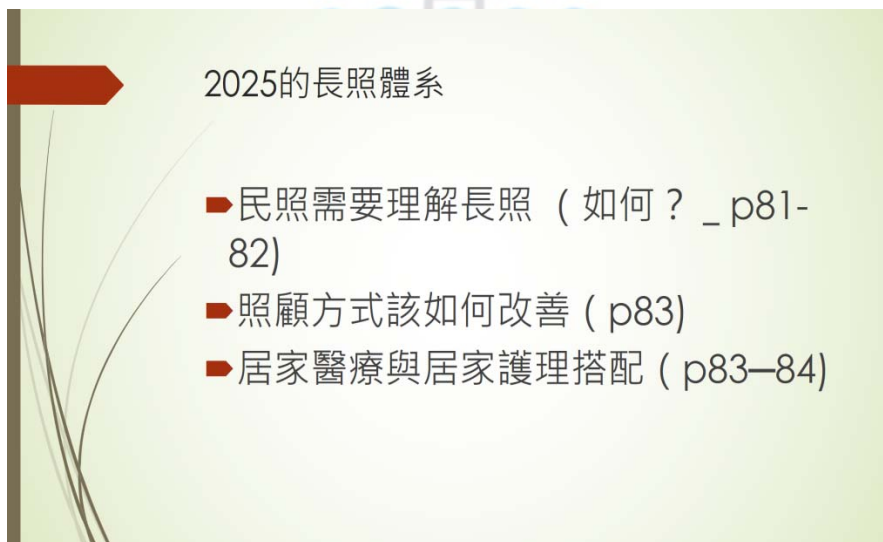 2025的長照體系
民照需要理解長照 (如何？_ p81-
82)
照顧方式該如何改善 ( p83)
居家醫療與居家護理搭配 ( p83—84)